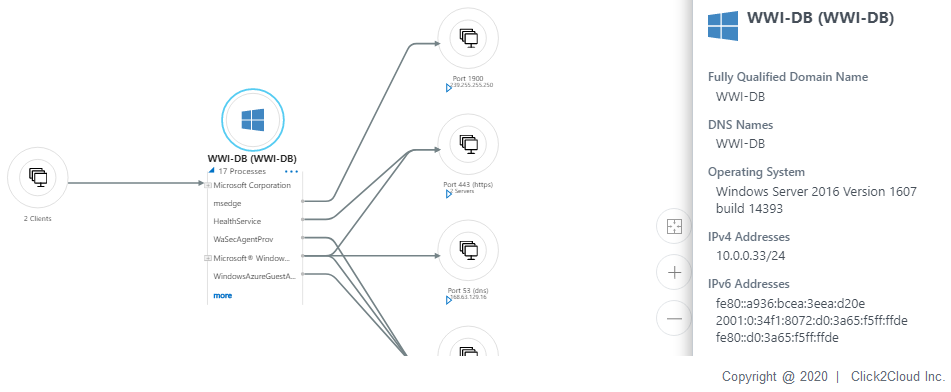 WWI-DB (WWI-DB)
Fully Qualified Domain Name
WWI-DB
DNS Names
WWI-DB
Operating System
Windows Server 2016 Version 1607
build 14393
IPv4 Addresses
10.0.0.33/24
IPv6 Addresses
fe80::a936:bcea:3eea:d20e
2001:0:34f1:8072:d0:3a65:f5ff:ffde
fe80::d0:3a65:f5ff:ffde
2 Clients
WWI-DB (WWI-DB)
17 Processes
Microsoft Corporation
msedge
HealthService
WaSecAgentProv
Microsoft® Window...
WindowsAzureGuestA...
more
Port 1900
239.255.255.250
Port 443 (https)
2 Servers
Port 53 (dns)
168.63.129.16
Copyright @ 2020 | Click2Cloud Inc.